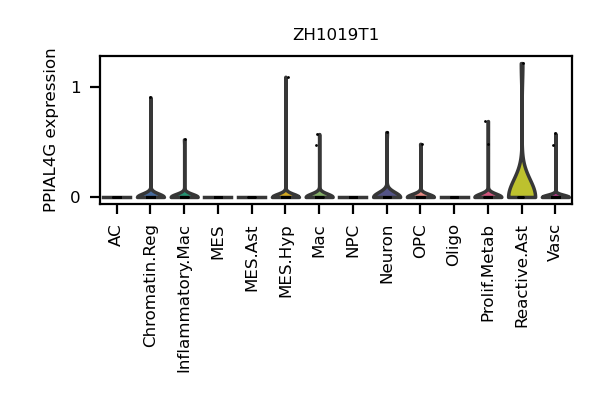 ZH1019T1
PPIAL4G expression
1
0
AC
Chromatin.Reg
Inflammatory.Mac
MES
MES.Ast
MES.Hyp
Mac
NPC
Neuron
OPC
Oligo
Prolif.Metab
Reactive.Ast
Vasc